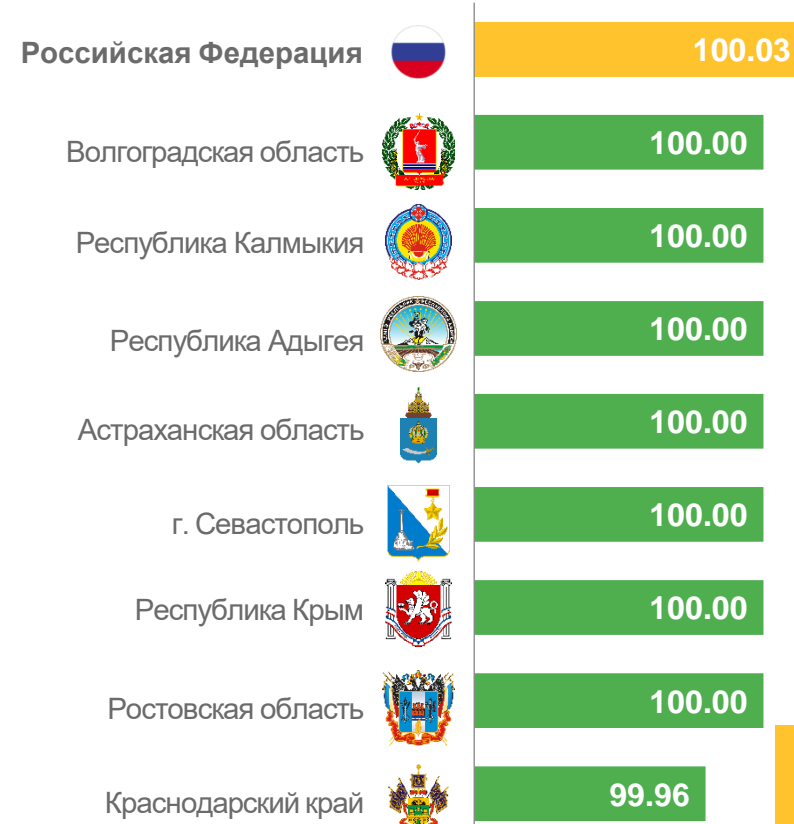 Российская Федерация 100.03
Волгоградская область 100.00
Республика Калмыкия 100.00
Республика Адыгея 100.00
Астраханская область 100.00
г. Севастополь 100.00
Республика Крым 100.00
Ростовская область 100.00
Краснодарский край 99.96